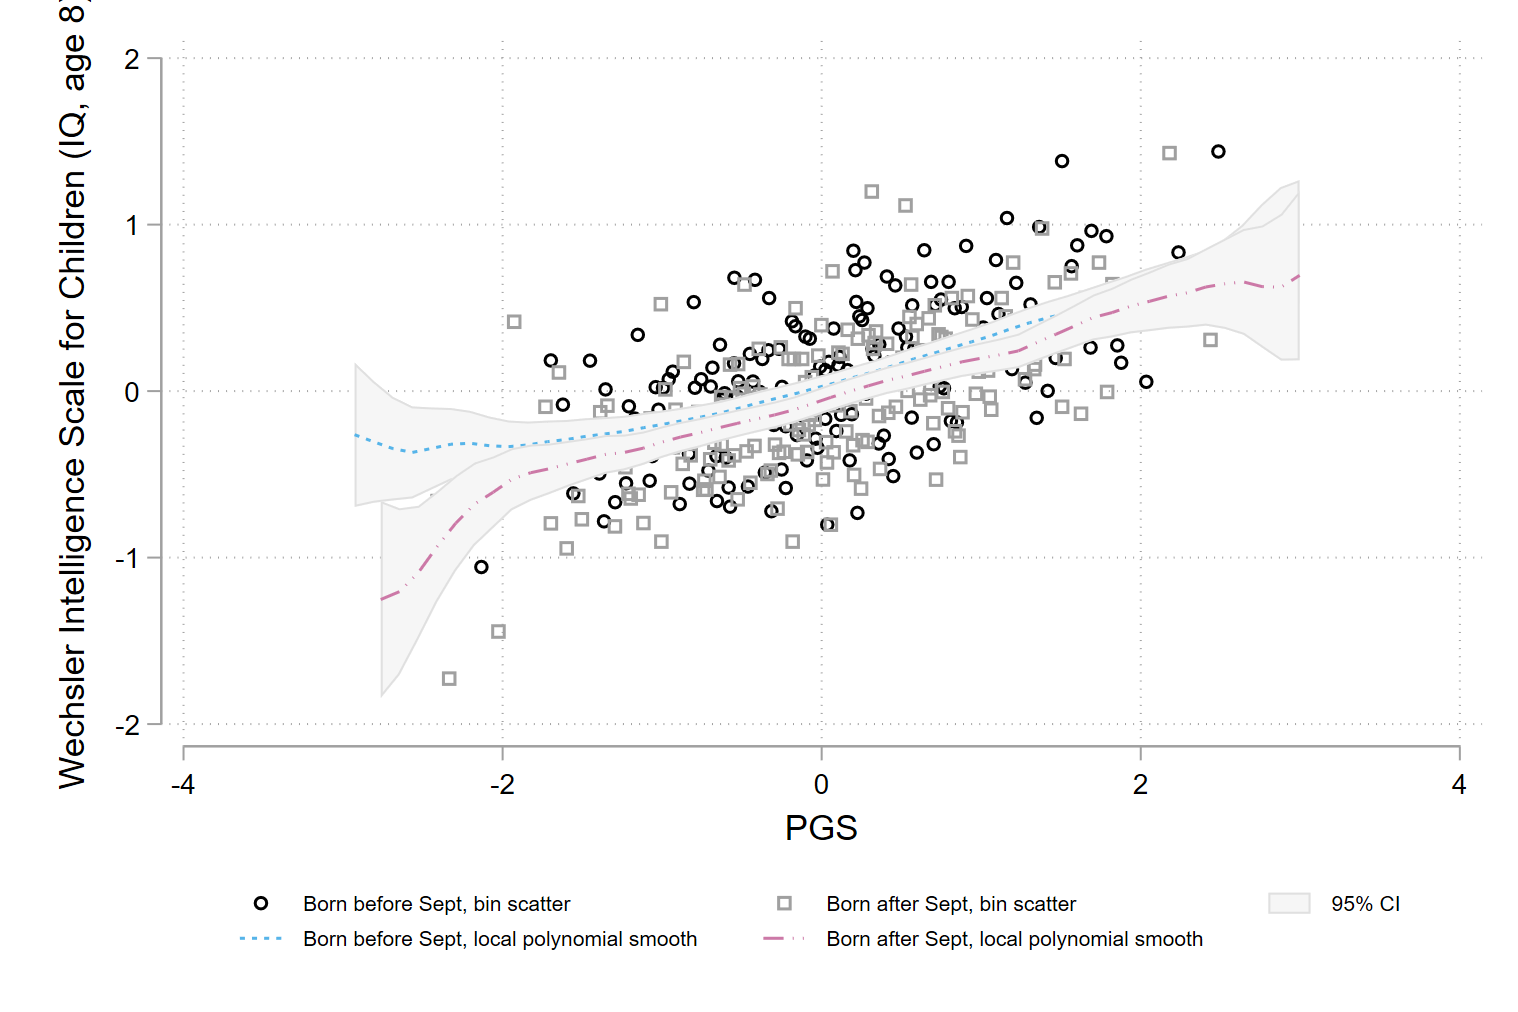 Wechsler Intelligence Scale for Children (IQ, age 8)
2
1
0
-1
-2
-4
-2
0
2
4
PGS
Born before Sept, bin scatter
Born after Sept, bin scatter
95% CI
Born before Sept, local polynomial smooth
Born after Sept, local polynomial smooth